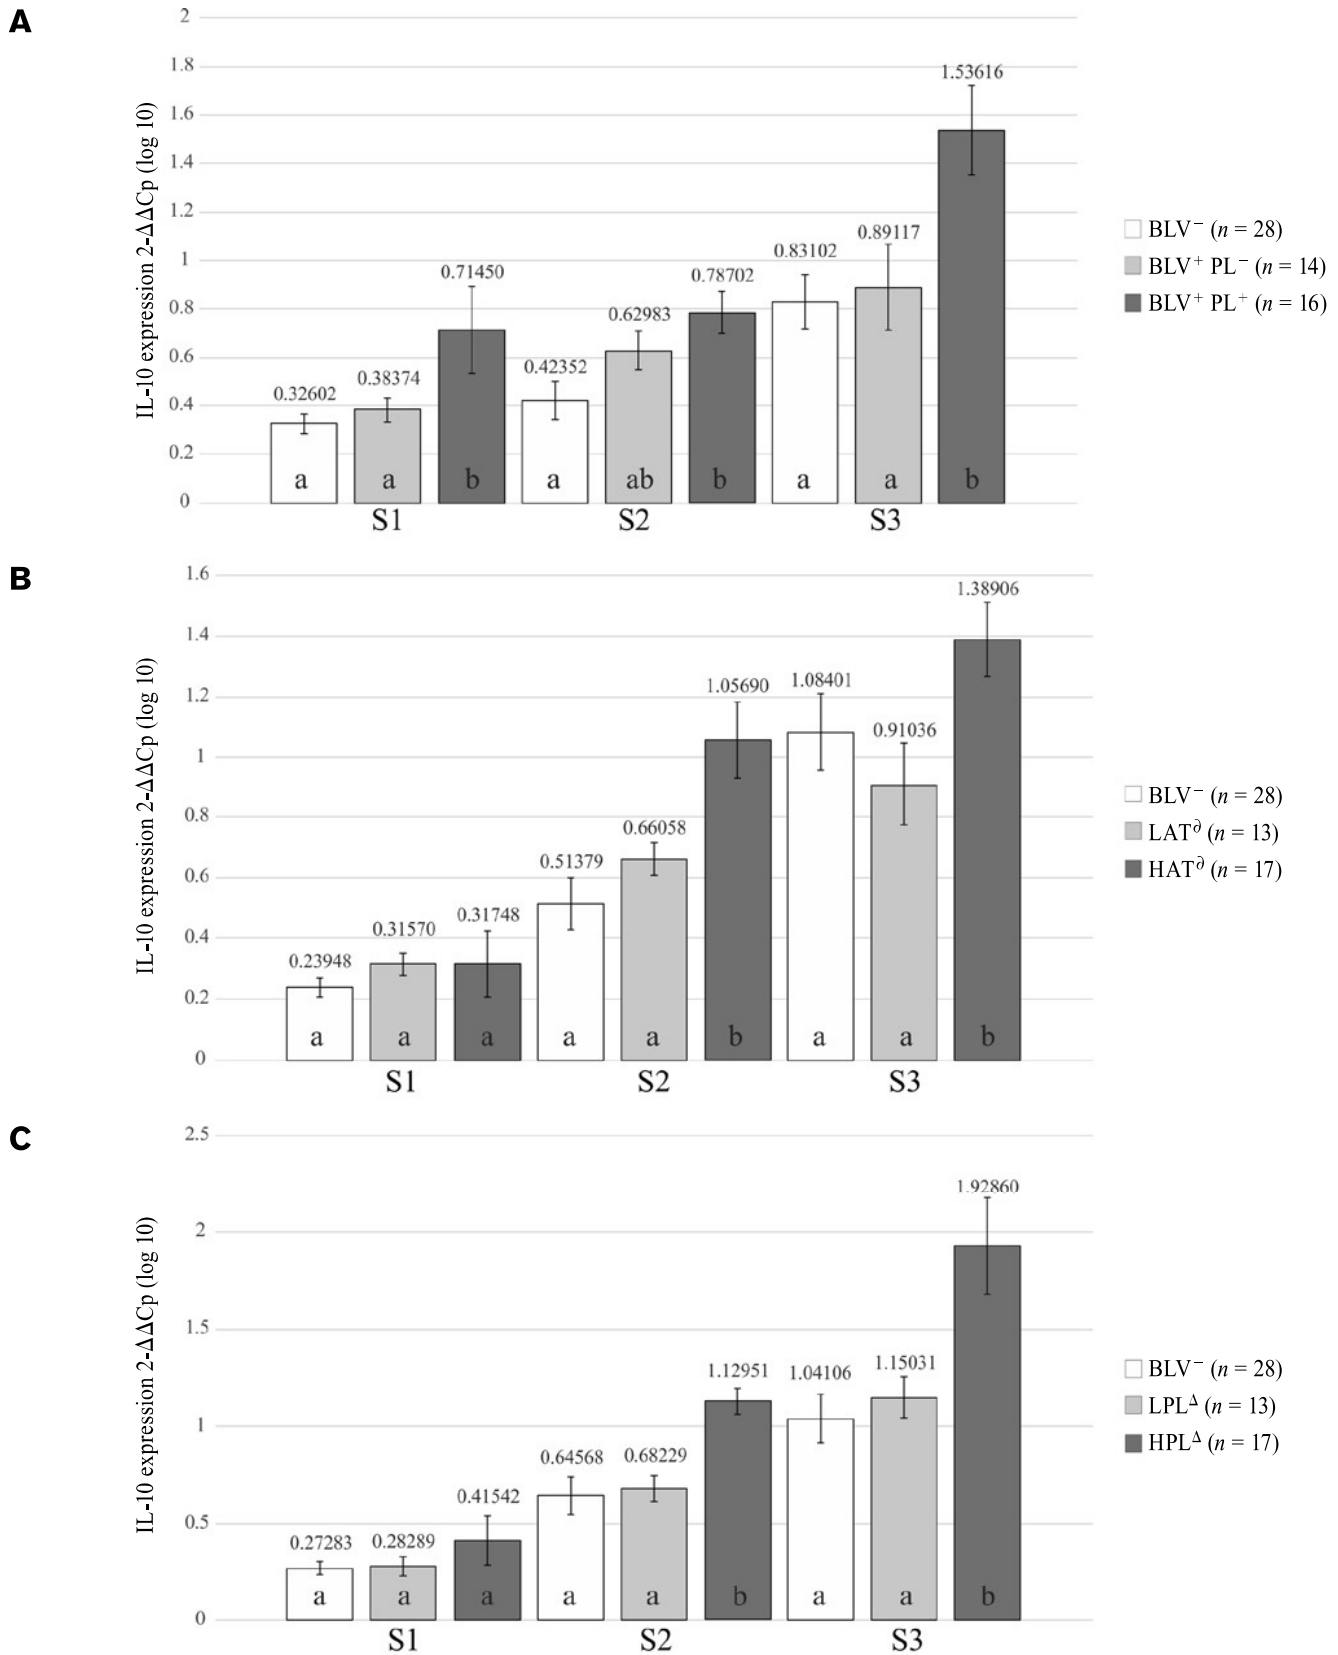 A
IL-10 expression 2-ΔΔCp (log 10)
2
1.8
1.6
1.4
1.2
1
0.8
0.6
0.4
0.2
0
0.32602
0.38374
0.71450
0.42352
0.62983
0.78702
0.83102
0.89117
1.53616
a a b a ab b a a b
S1 S2 S3
BLV⁻ (n = 28)
BLV⁺ PL⁻ (n = 14)
BLV⁺ PL⁺ (n = 16)
B
IL-10 expression 2-ΔΔCp (log 10)
1.6
1.4
1.2
1
0.8
0.6
0.4
0.2
0
0.23948
0.31570
0.31748
0.51379
0.66058
1.05690
1.08401
0.91036
1.38906
a a a a a b a a b
S1 S2 S3
BLV⁻ (n = 28)
LAT∂ (n = 13)
HAT∂ (n = 17)
C
IL-10 expression 2-ΔΔCp (log 10)
2.5
2
1.5
1
0.5
0
0.27283
0.28289
0.41542
0.64568
0.68229
1.12951
1.04106
1.15031
1.92860
a a a a a b a a b
S1 S2 S3
BLV⁻ (n = 28)
LPLΔ (n = 13)
HPLΔ (n = 17)